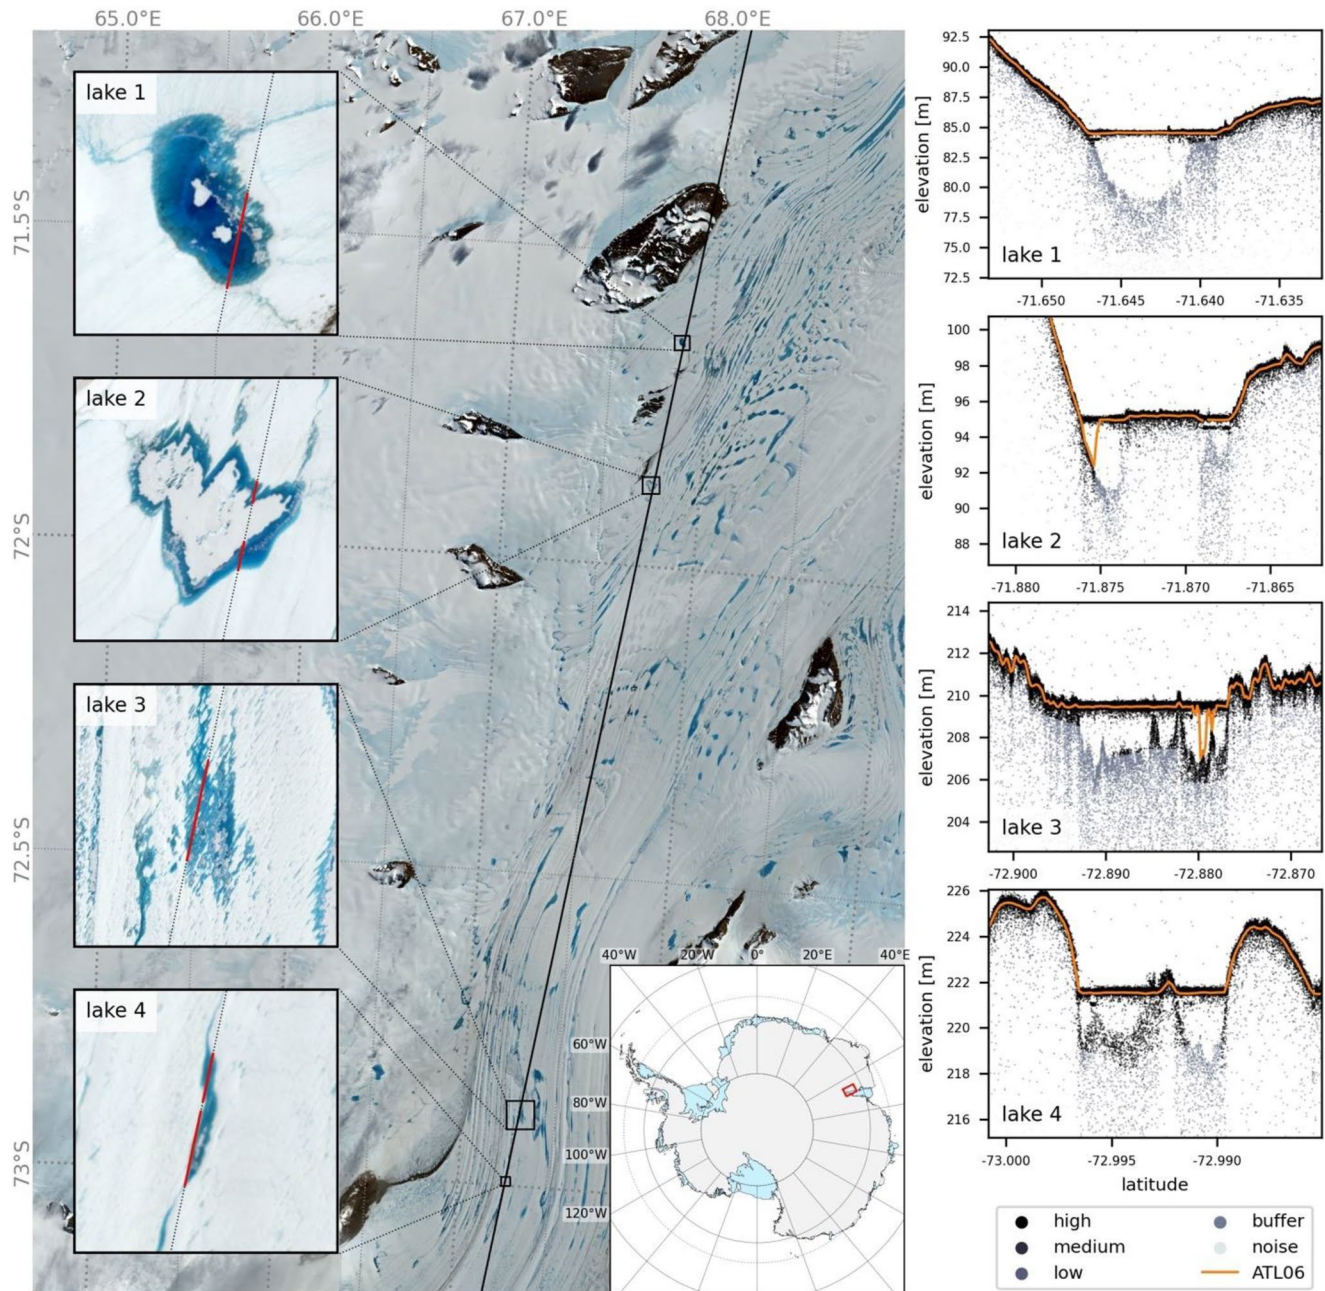 65.0°E 66.0°E 67.0°E 68.0°E
71.5°S
72°S
72.5°S
73°S
lake 1
lake 2
lake 3
lake 4
40°W 20°W 0° 20°E 40°E
60°W
80°W
100°W
120°W
elevation [m]
92.5
90.0
87.5
85.0
82.5
80.0
77.5
75.0
72.5
lake 1
-71.650 -71.645 -71.640 -71.635
elevation [m]
100
98
96
94
92
90
88
lake 2
-71.880 -71.875 -71.870 -71.865
elevation [m]
214
212
210
208
206
204
lake 3
-72.900 -72.890 -72.880 -72.870
elevation [m]
226
224
222
220
218
216
lake 4
-73.000 -72.995 -72.990
latitude
high buffer
medium noise
low ATL06